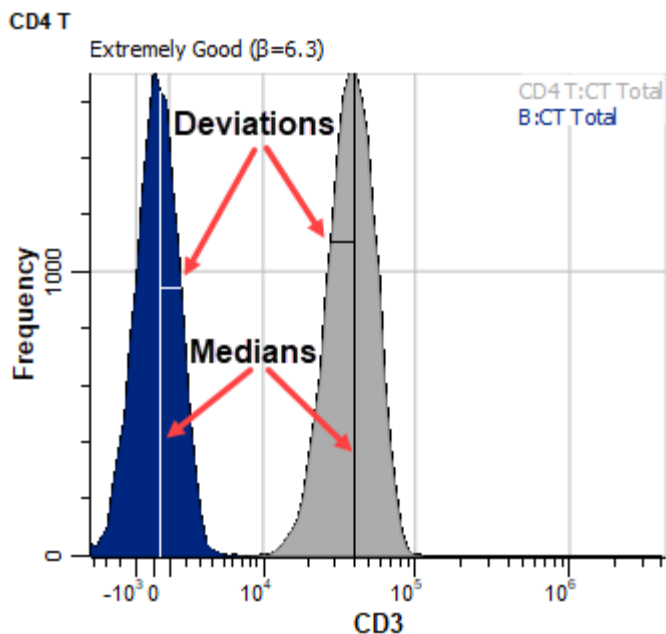 CD4 T
Extremely Good (β=6.3)
CD4 T:CT Total
B:CT Total
Deviations
Medians
Frequency
1000
0
-10³ 0 10⁴ 10⁵ 10⁶
CD3